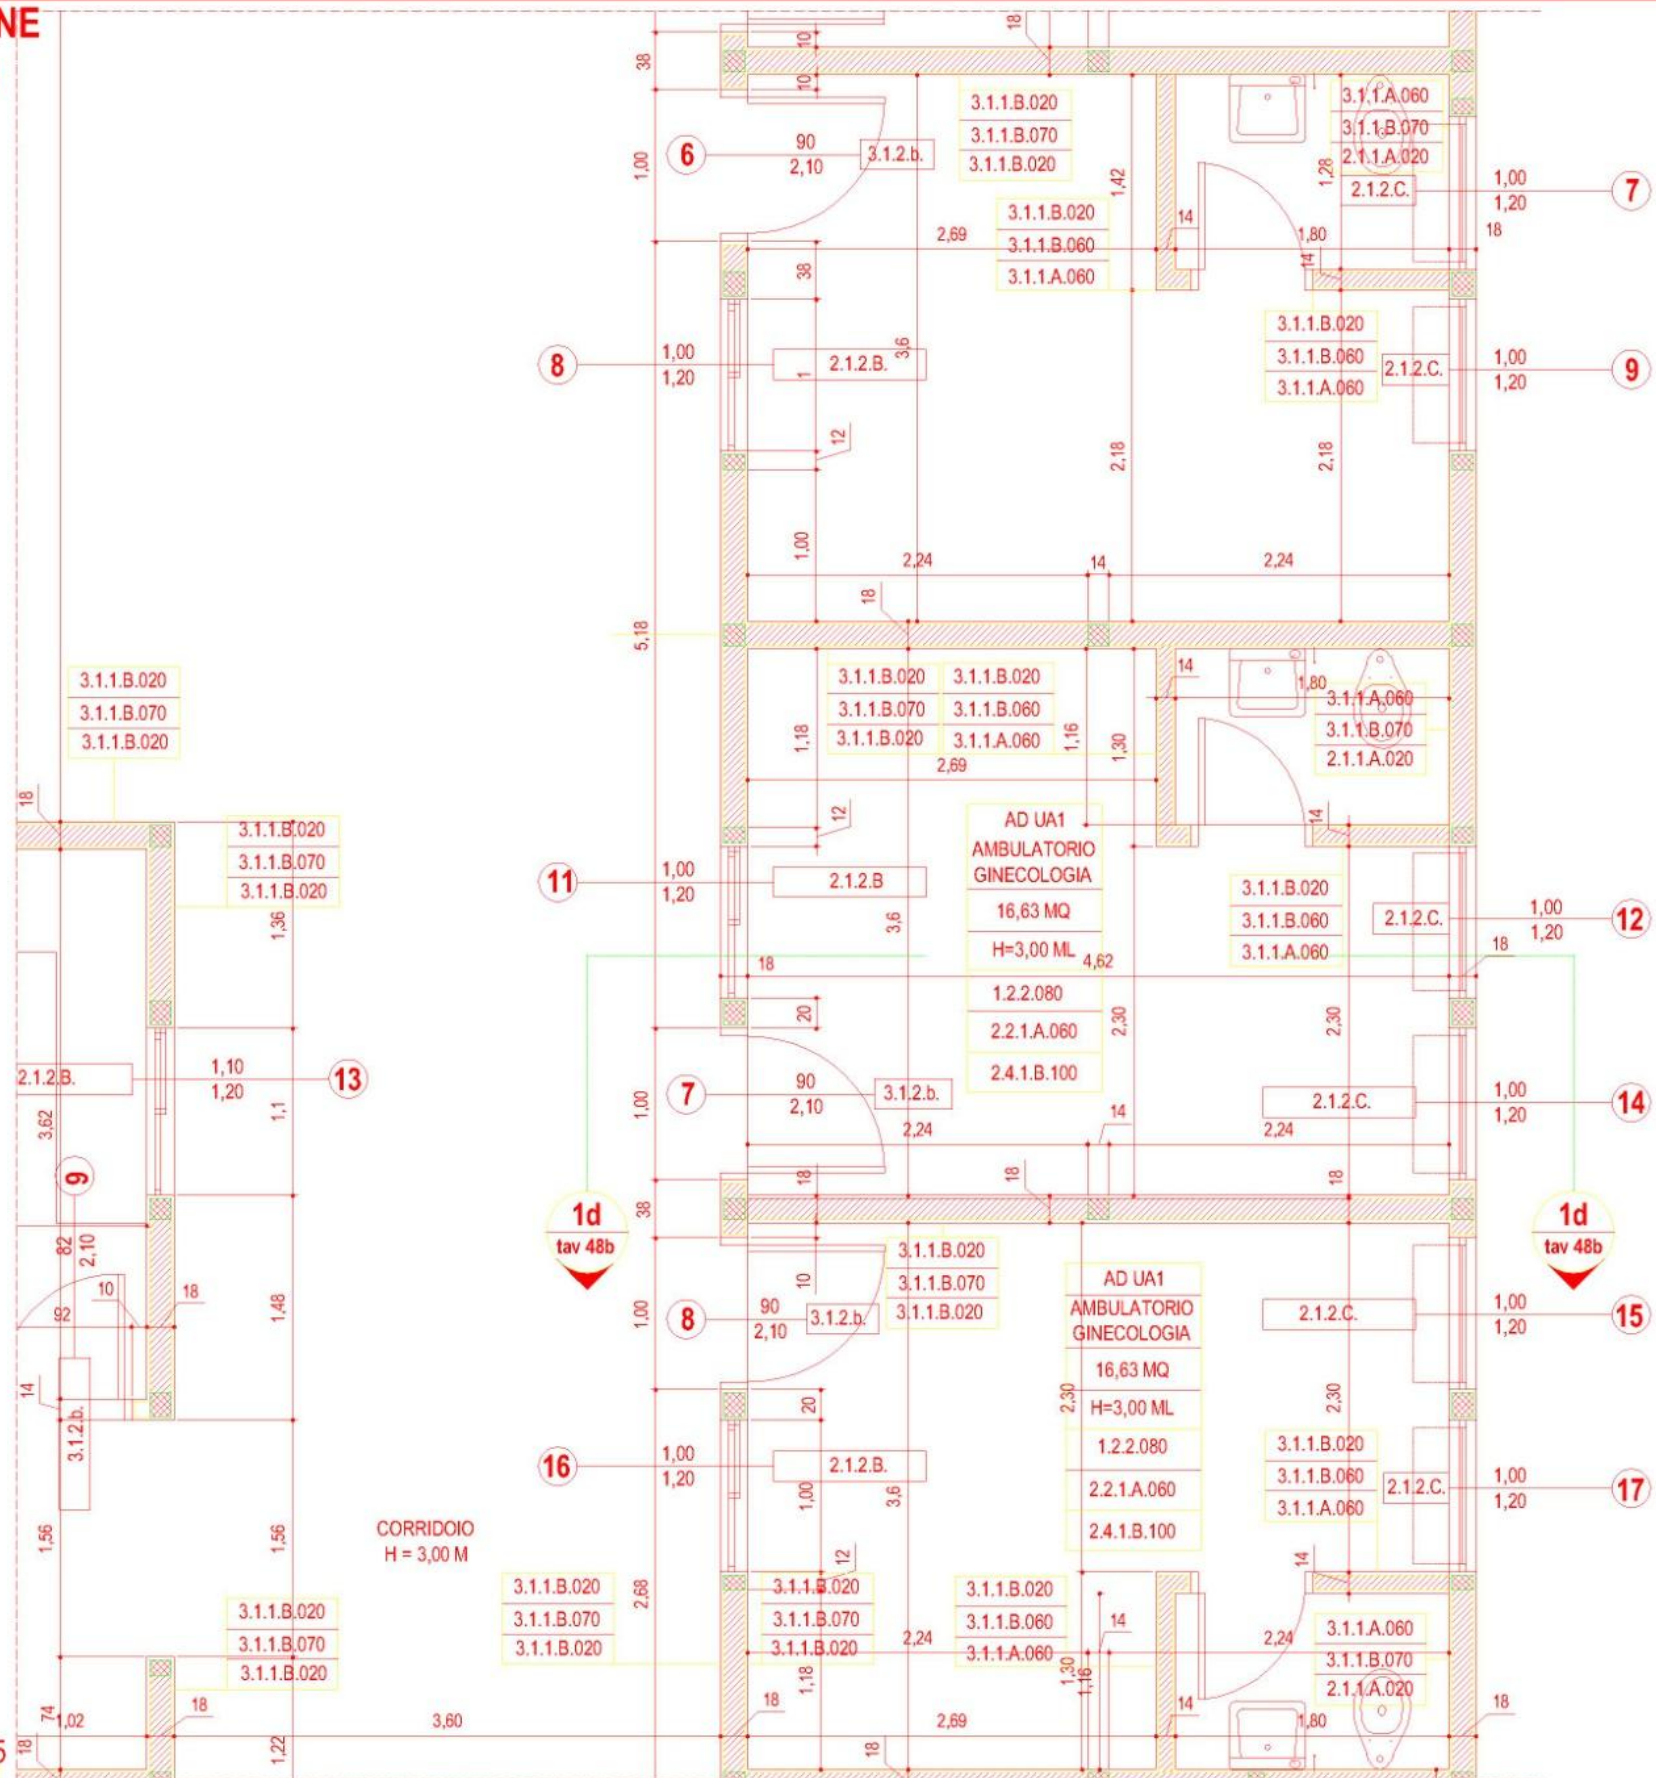 NE
18
10
38
10
3.1.1.B.020
3.1.1.B.070
3.1.1.B.020
3.1.1.A.060
3.1.1.B.070
2.1.1.A.020
6
90
2,10
3.1.2.b.
1,00
1,42
1,28
2.1.2.C.
1,00
1,20
7
3.1.1.B.020
3.1.1.B.060
3.1.1.A.060
14
2,69
1,80
18
14
38
3.1.1.B.020
3.1.1.B.060
3.1.1.A.060
8
1,00
1,20
2.1.2.B.
1
3,6
2.1.2.C.
1,00
1,20
9
12
2,18
2,18
1,00
2,24
14
2,24
18
5,18
3.1.1.B.020
3.1.1.B.070
3.1.1.B.020
3.1.1.B.020
3.1.1.B.070
3.1.1.B.020
3.1.1.B.020
3.1.1.B.060
3.1.1.A.060
14
1,80
3.1.1.A.060
3.1.1.B.070
2.1.1.A.020
1,18
1,16
1,30
2,69
18
12
14
3.1.1.B.020
3.1.1.B.070
3.1.1.B.020
AD UA1
AMBULATORIO
GINECOLOGIA
16,63 MQ
H=3,00 ML
1.2.2.080
2.2.1.A.060
2.4.1.B.100
11
1,00
1,20
2.1.2.B
3.1.1.B.020
3.1.1.B.060
3.1.1.A.060
2.1.2.C.
1,00
1,20
12
1,36
3,6
18
4,62
18
20
2,30
2,30
2.1.2.B.
1,10
1,20
13
1,1
3,62
7
90
2,10
3.1.2.b.
1,00
2.1.2.C.
1,00
1,20
14
2,24
14
2,24
9
18
18
18
38
1d
tav 48b
1d
tav 48b
82
2,10
3.1.1.B.020
3.1.1.B.070
3.1.1.B.020
10
10
18
82
1,48
1,00
8
90
2,10
3.1.2.b.
AD UA1
AMBULATORIO
GINECOLOGIA
16,63 MQ
H=3,00 ML
1.2.2.080
2.2.1.A.060
2.4.1.B.100
2.1.2.C.
1,00
1,20
15
14
3.1.2.b.
20
2,30
2,30
16
1,00
1,20
2.1.2.B.
1,00
3,6
3.1.1.B.020
3.1.1.B.060
3.1.1.A.060
2.1.2.C.
1,00
1,20
17
1,56
1,56
CORRIDOIO
H = 3,00 M
12
14
2,68
3.1.1.B.020
3.1.1.B.070
3.1.1.B.020
3.1.1.B.020
3.1.1.B.070
3.1.1.B.020
3.1.1.B.020
3.1.1.B.060
3.1.1.A.060
3.1.1.B.020
3.1.1.B.070
3.1.1.B.020
14
2,24
2,24
3.1.1.A.060
3.1.1.B.070
2.1.1.A.020
1,18
1,30
1,16
74
1,02
18
3,60
18
2,69
14
1,80
18
18
1,22
18